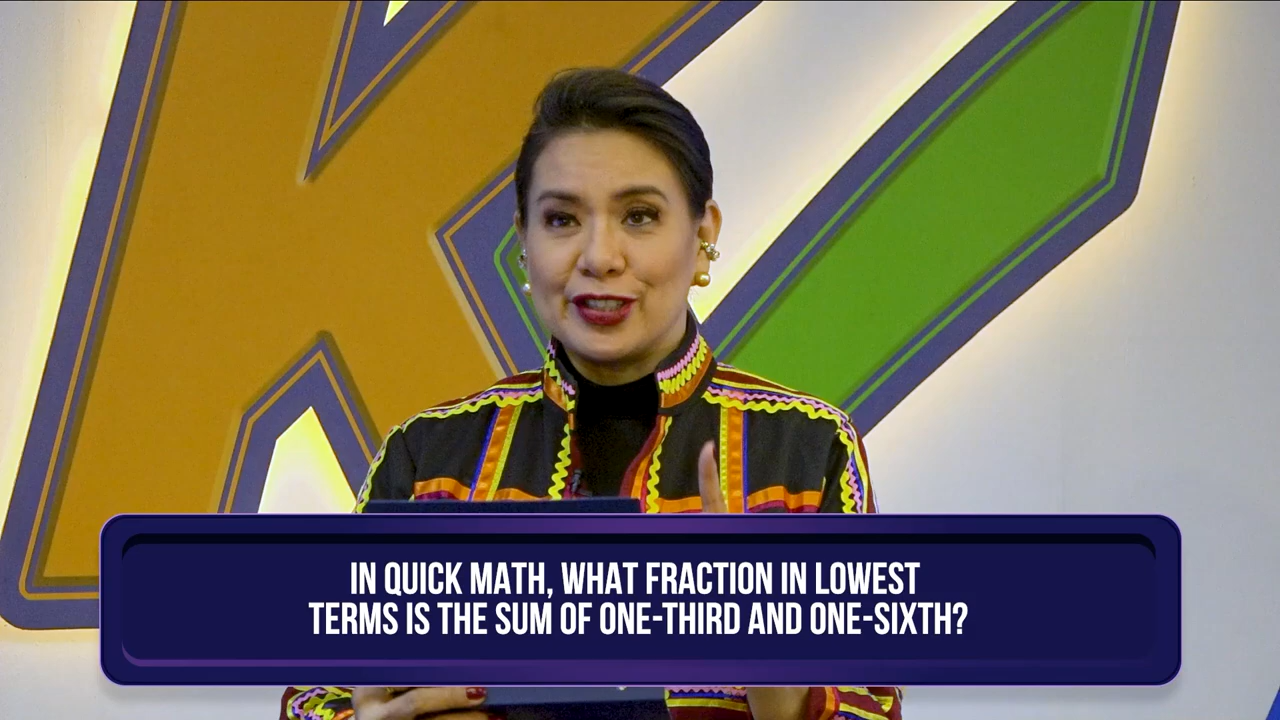 IN QUICK MATH, WHAT FRACTION IN LOWEST
TERMS IS THE SUM OF ONE-THIRD AND ONE-SIXTH?